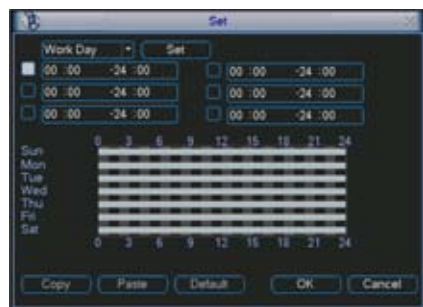 Set
Work Day Set
00 :00 -24 :00 00 :00 -24 :00
00 :00 -24 :00 00 :00 -24 :00
00 :00 -24 :00 00 :00 -24 :00
0 3 6 9 12 15 18 21 24
Sun
Mon
Tue
Wed
Thu
Fri
Sat
0 3 6 9 12 15 18 21 24
Copy Paste Default OK Cancel